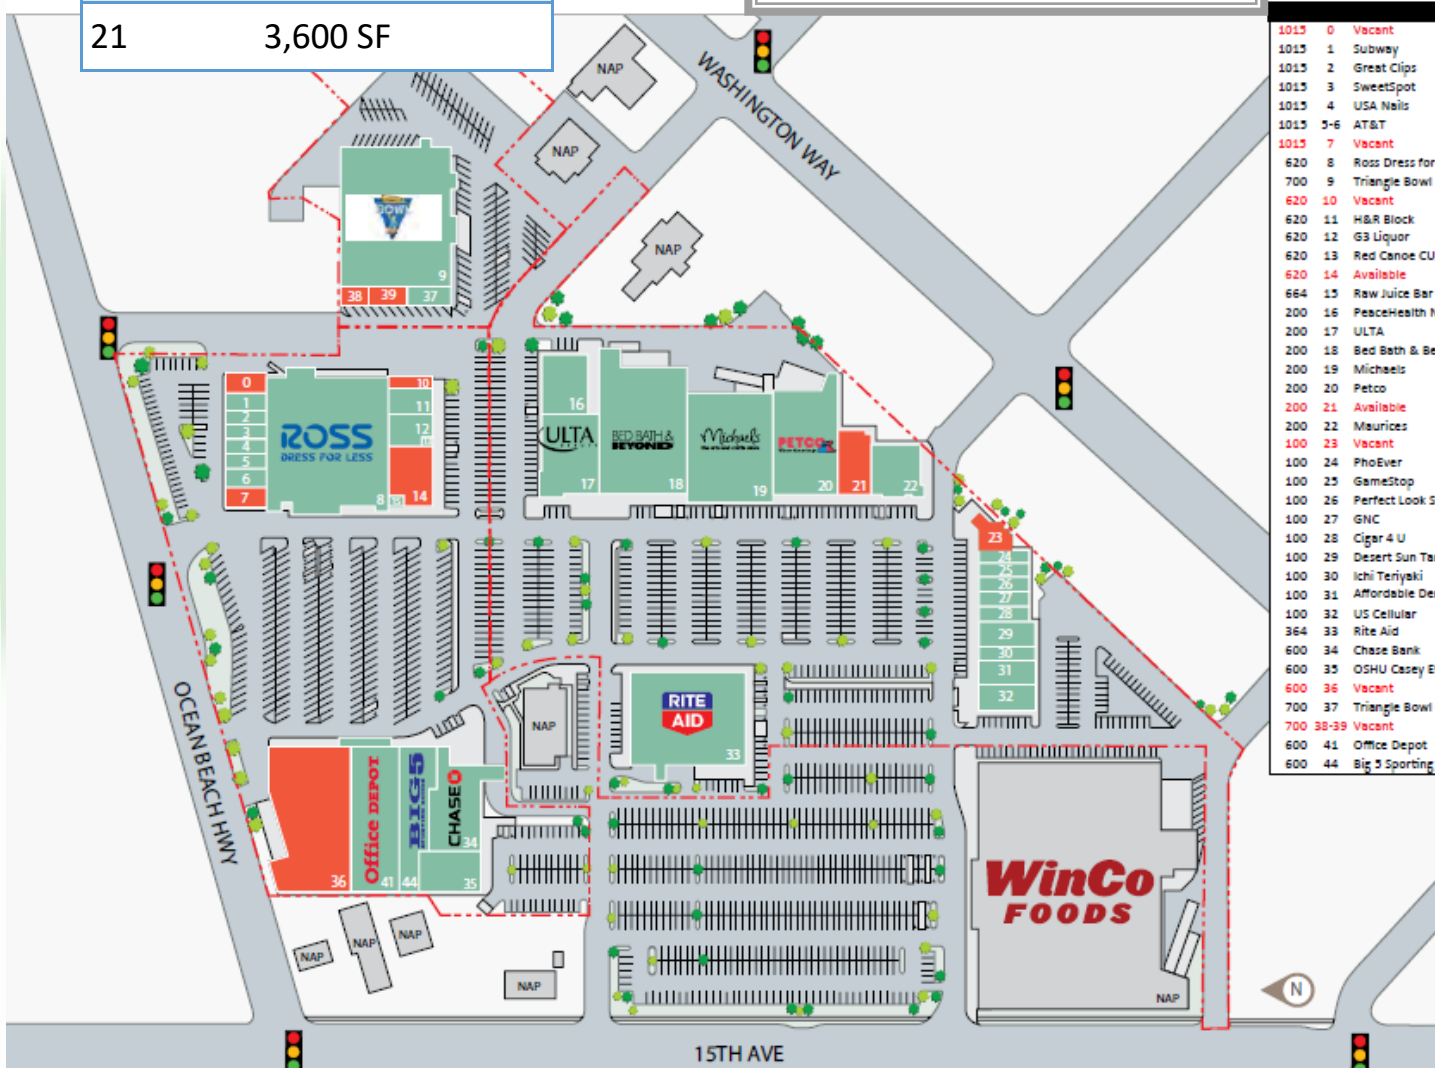 21 3,600 SF
1015 0 Vacant
1015 1 Subway
1015 2 Great Clips
1015 3 SweetSpot
1015 4 USA Nails
1015 5-6 AT&T
1015 7 Vacant
620 8 Ross Dress for
700 9 Triangle Bowl
620 10 Vacant
620 11 H&R Block
620 12 G3 Liquor
620 13 Red Canoe CU
620 14 Available
664 15 Raw Juice Bar
200 16 PeaceHealth
200 17 ULTA
200 18 Bed Bath & Be
200 19 Michaels
200 20 Petco
200 21 Available
200 22 Maurices
100 23 Vacant
100 24 PhoEver
100 25 GameStop
100 26 Perfect Look S
100 27 GNC
100 28 Cigar 4 U
100 29 Desert Sun Ta
100 30 Ichi Teriyaki
100 31 Affordable De
100 32 US Cellular
364 33 Rite Aid
600 34 Chase Bank
600 35 OSHU Casey E
600 36 Vacant
700 37 Triangle Bowl
700 38-39 Vacant
600 41 Office Depot
600 44 Big 5 Sporting
NAP
WASHINGTON WAY
NAP
NAP
9
38 39 37
0
1
2
3
4
5
6
7
ROSS
DRESS FOR LESS
8
10
11
12
14
16
ULTA
17
BED BATH &
BEYOND
18
Michaels
19
PETCO
20
21
22
23
24
25
26
27
28
29
30
31
32
OCEANBEACH HWY
NAP
RITE
AID
33
36
Office DEPOT
41
BIG5
44
CHASE
34
35
WinCo
FOODS
NAP
NAP
NAP
NAP
NAP
N
15TH AVE